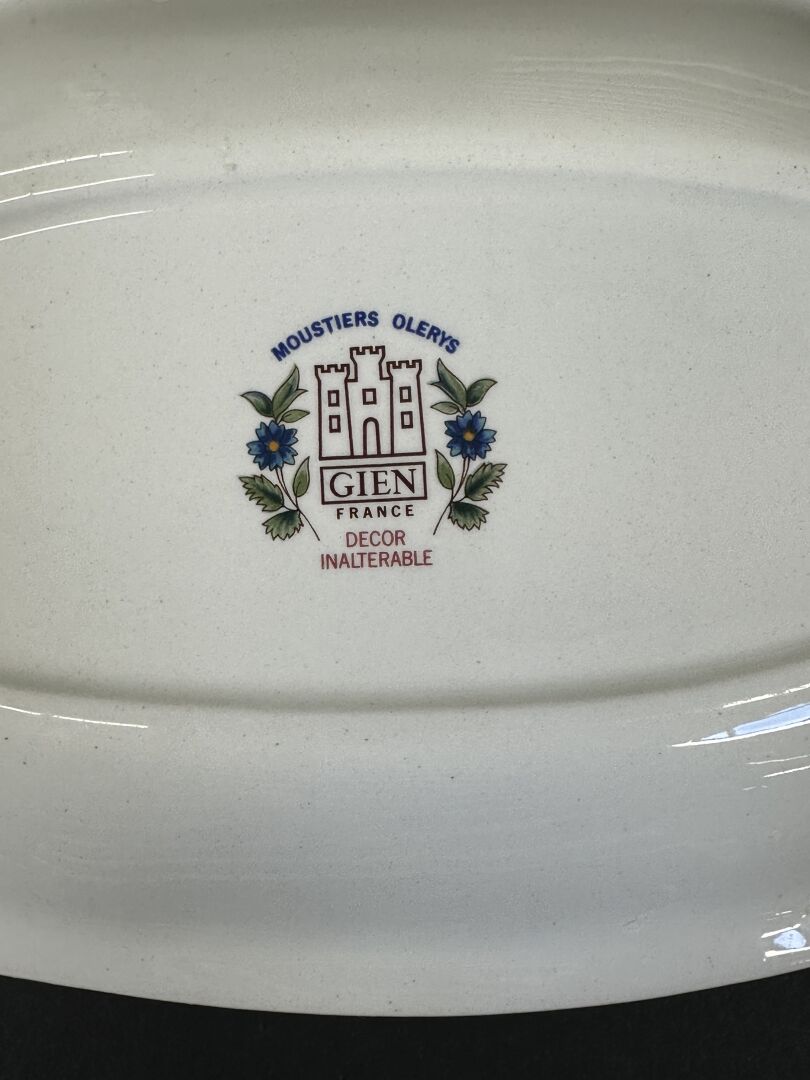 MOUSTIERS OLERYS
GIEN
FRANCE
DECOR
INALTERABLE